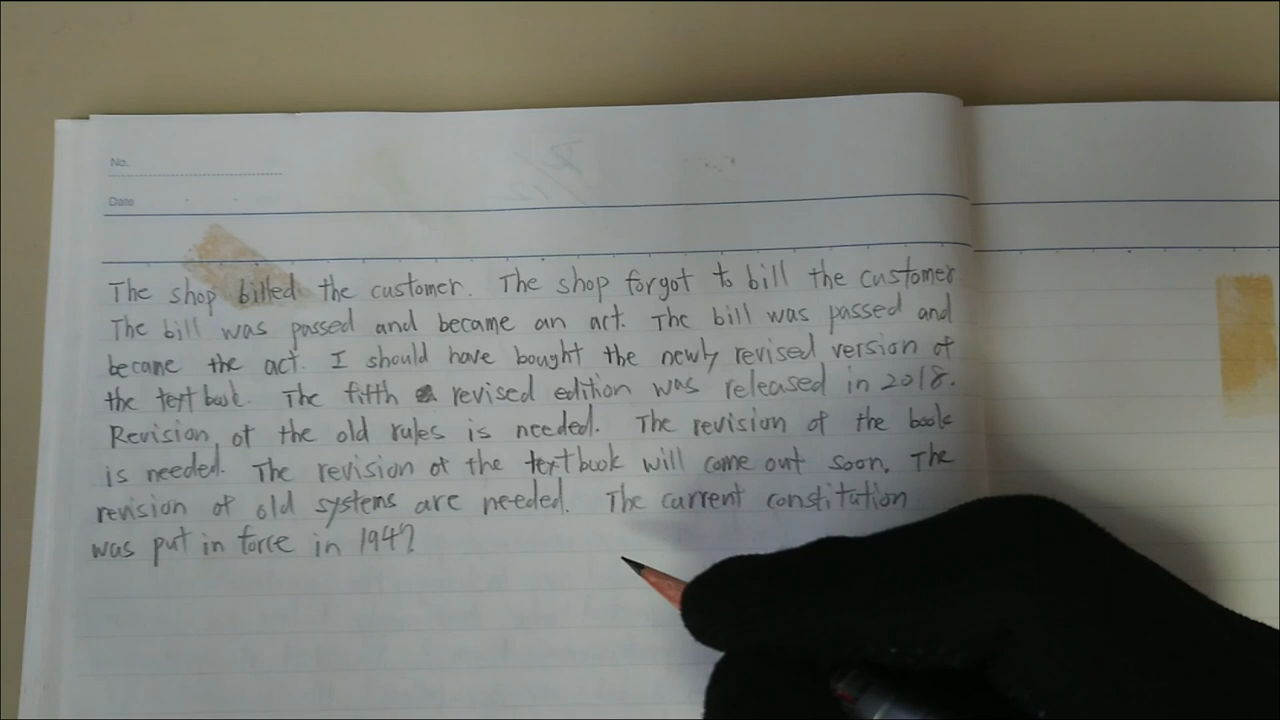 No.
Date
The shop billed the customer. The shop forgot to bill the customer
The bill was passed and became an act. The bill was passed and
became the act. I should have bought the newly revised version of
the textbook. The fifth revised edition was released in 2018.
Revision of the old rules is needed. The revision of the book
is needed. The revision of the textbook will come out soon. The
revision of old systems are needed. The current constitation
was put in force in 1947